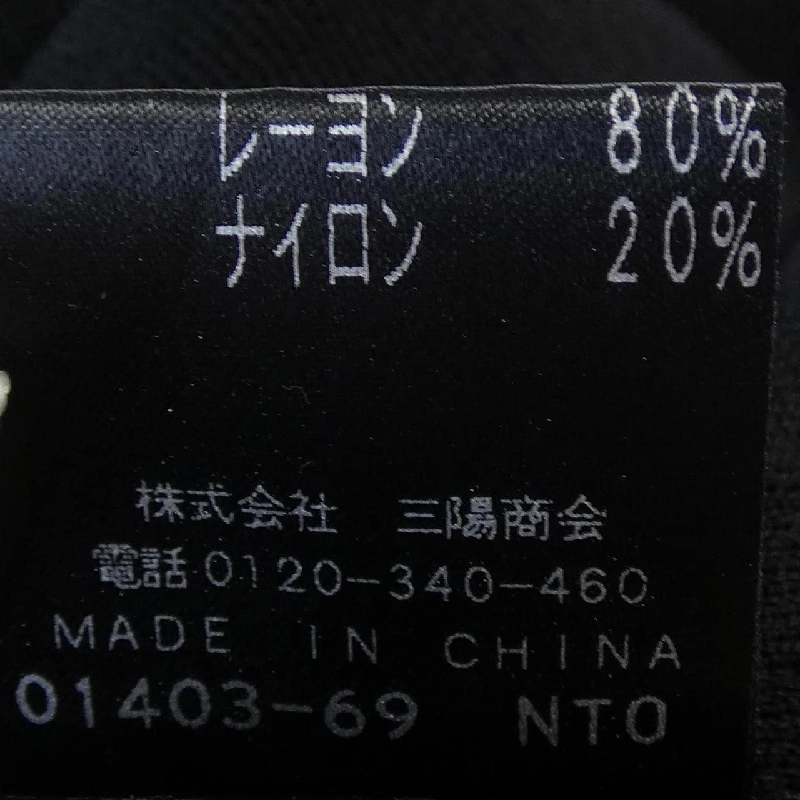 レーヨン 80%
ナイロン 20%
株式会社 三陽商会
電話0120-340-460
MADE IN CHINA
01403-69 NTO